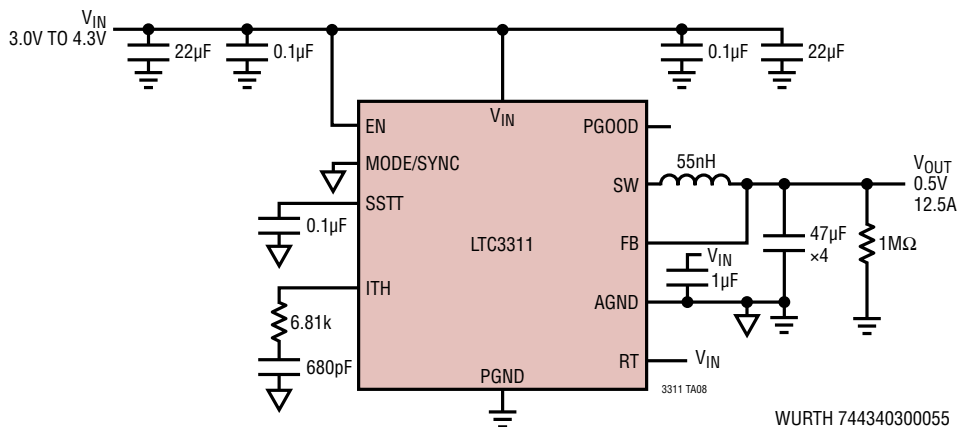 VIN
3.0V TO 4.3V
22µF
0.1µF
0.1µF
22µF
EN
VIN
PGOOD
MODE/SYNC
55nH
VOUT
0.5V
12.5A
SW
SSTT
0.1µF
LTC3311
FB
47µF
×4
1MΩ
VIN
1µF
ITH
AGND
6.81k
680pF
RT
VIN
PGND
3311 TA08
WURTH 744340300055